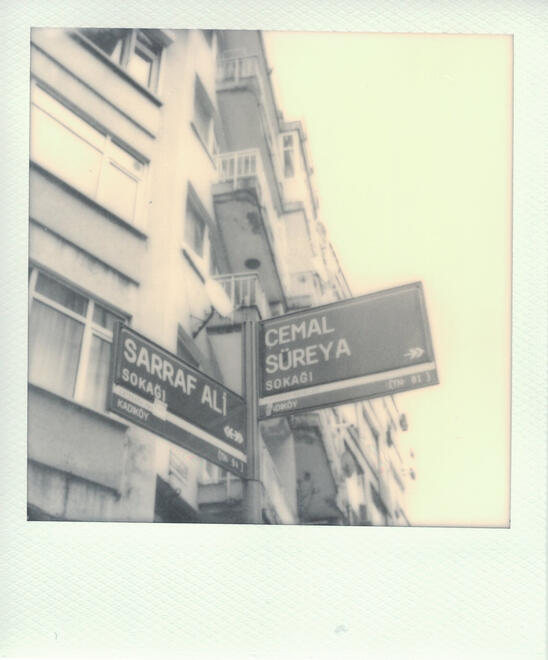 SARRAF ALİ
SOKAĞI
KADIKÖY
CEMAL
SÜREYA
SOKAĞI